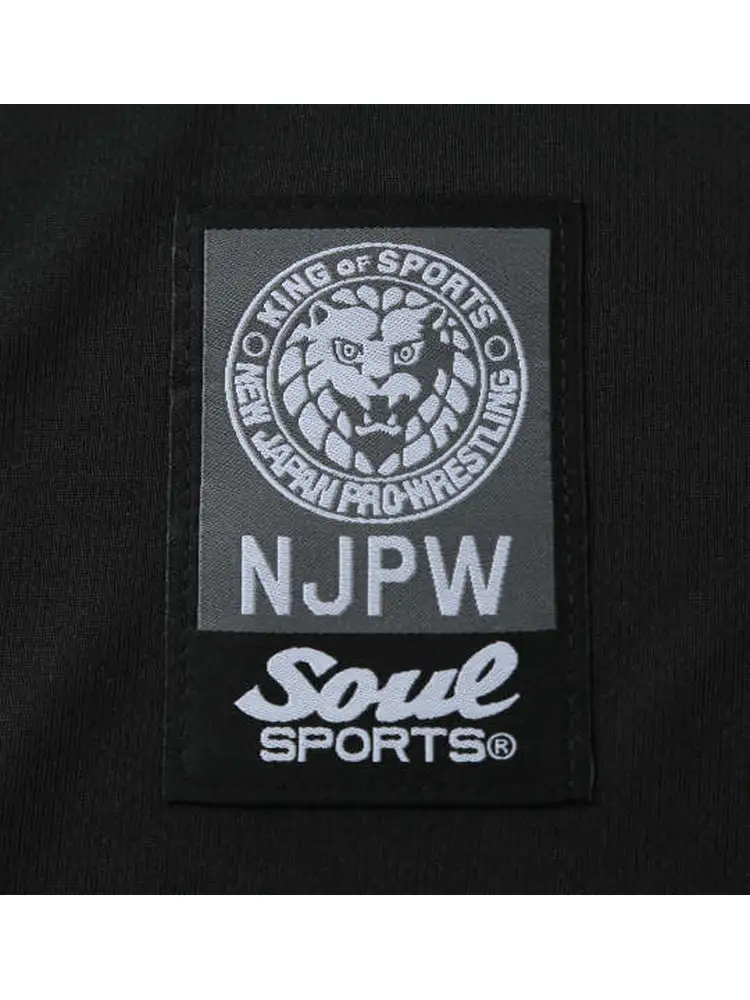 KING OF SPORTS
NEW JAPAN PRO-WRESTLING
NJPW
Soul
SPORTS®